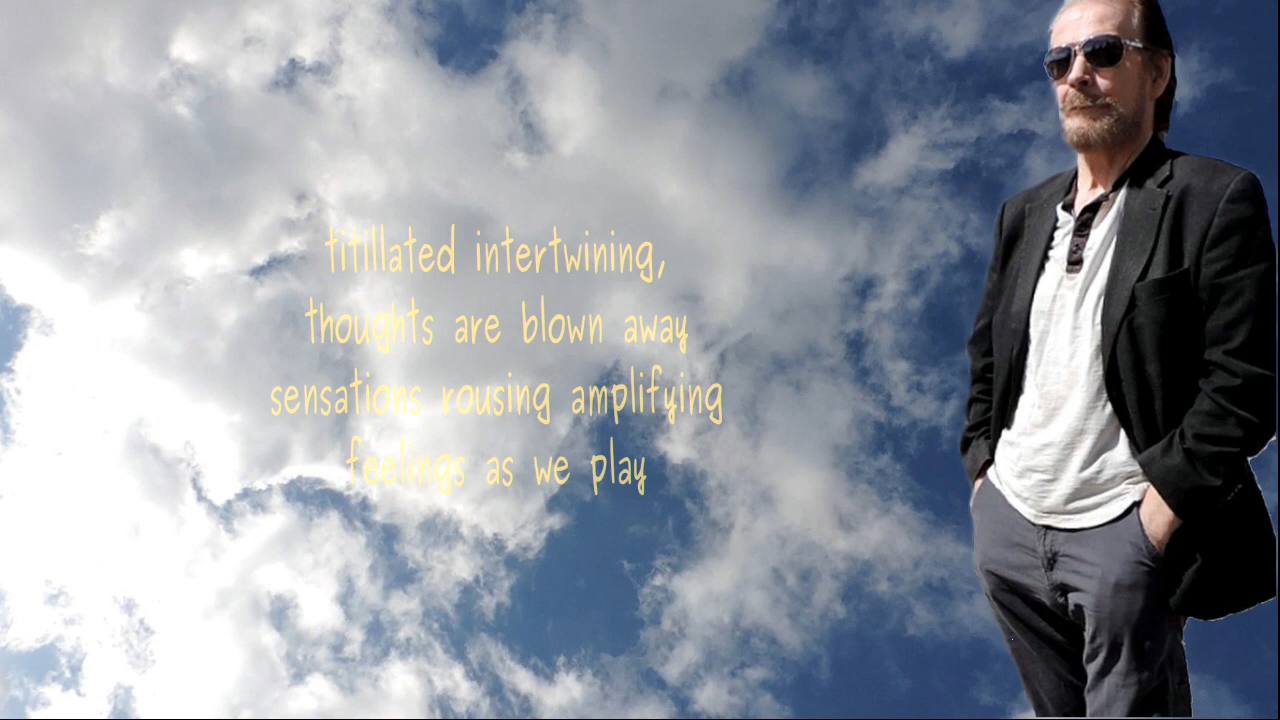 titillated intertwining,
thoughts are blown away
sensations rousing amplifying
feelings as we play